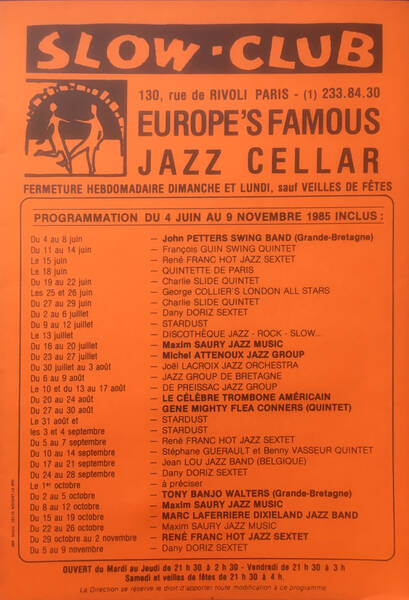 SLOW-CLUB
130, rue de RIVOLI PARIS - (1) 233.84.30
EUROPE'S FAMOUS
JAZZ CELLAR
FERMETURE HEBDOMADAIRE DIMANCHE ET LUNDI, sauf VEILLES DE FÊTES
PROGRAMMATION DU 4 JUIN AU 9 NOVEMBRE 1985 INCLUS :
Du 4 au 8 juin — John PETTERS SWING BAND (Grande-Bretagne)
Du 11 au 14 juin — François GUIN SWING QUINTET
Le 15 juin — René FRANC HOT JAZZ SEXTET
Le 18 juin — QUINTETTE DE PARIS
Du 19 au 22 juin — Charlie SLIDE QUINTET
Les 25 et 26 juin — George COLLIER'S LONDON ALL STARS
Du 27 au 29 juin — Charlie SLIDE QUINTET
Du 2 au 6 juillet — Dany DORIZ SEXTET
Du 9 au 12 juillet — STARDUST
Le 13 juillet — DISCOTHÈQUE JAZZ - ROCK - SLOW...
Du 16 au 20 juillet — Maxim SAURY JAZZ MUSIC
Du 23 au 27 juillet — Michel ATTENOUX JAZZ GROUP
Du 30 juillet au 3 août — Joël LACROIX JAZZ ORCHESTRA
Du 6 au 9 août — JAZZ GROUP DE BRETAGNE
Le 10 et du 13 au 17 août — DE PREISSAC JAZZ GROUP
Du 20 au 24 août — LE CÉLÈBRE TROMBONE AMÉRICAIN
Du 27 au 30 août — GENE MIGHTY FLEA CONNERS (QUINTET)
Le 31 août et — STARDUST
les 3 et 4 septembre — STARDUST
Du 5 au 7 septembre — René FRANC HOT JAZZ SEXTET
Du 10 au 14 septembre — Stéphane GUERAULT et Benny VASSEUR QUINTET
Du 17 au 21 septembre — Jean LOU JAZZ BAND (BELGIQUE)
Du 24 au 28 septembre — Dany DORIZ SEXTET
Le 1er octobre — à préciser
Du 2 au 5 octobre — TONY BANJO WALTERS (Grande-Bretagne)
Du 8 au 12 octobre — Maxim SAURY JAZZ MUSIC
Du 15 au 19 octobre — MARC LAFERRIERE DIXIELAND JAZZ BAND
Du 22 au 26 octobre — Maxim SAURY JAZZ MUSIC
Du 29 octobre au 2 novembre — RENÉ FRANC HOT JAZZ SEXTET
Du 5 au 9 novembre — Dany DORIZ SEXTET
OUVERT du Mardi au Jeudi de 21 h 30 à 2 h 30 - Vendredi de 21 h 30 à 3 h
Samedi et veilles de fêtes de 21 h 30 à 4 h.
La Direction se réserve le droit d'apporter toute modification à ce programme